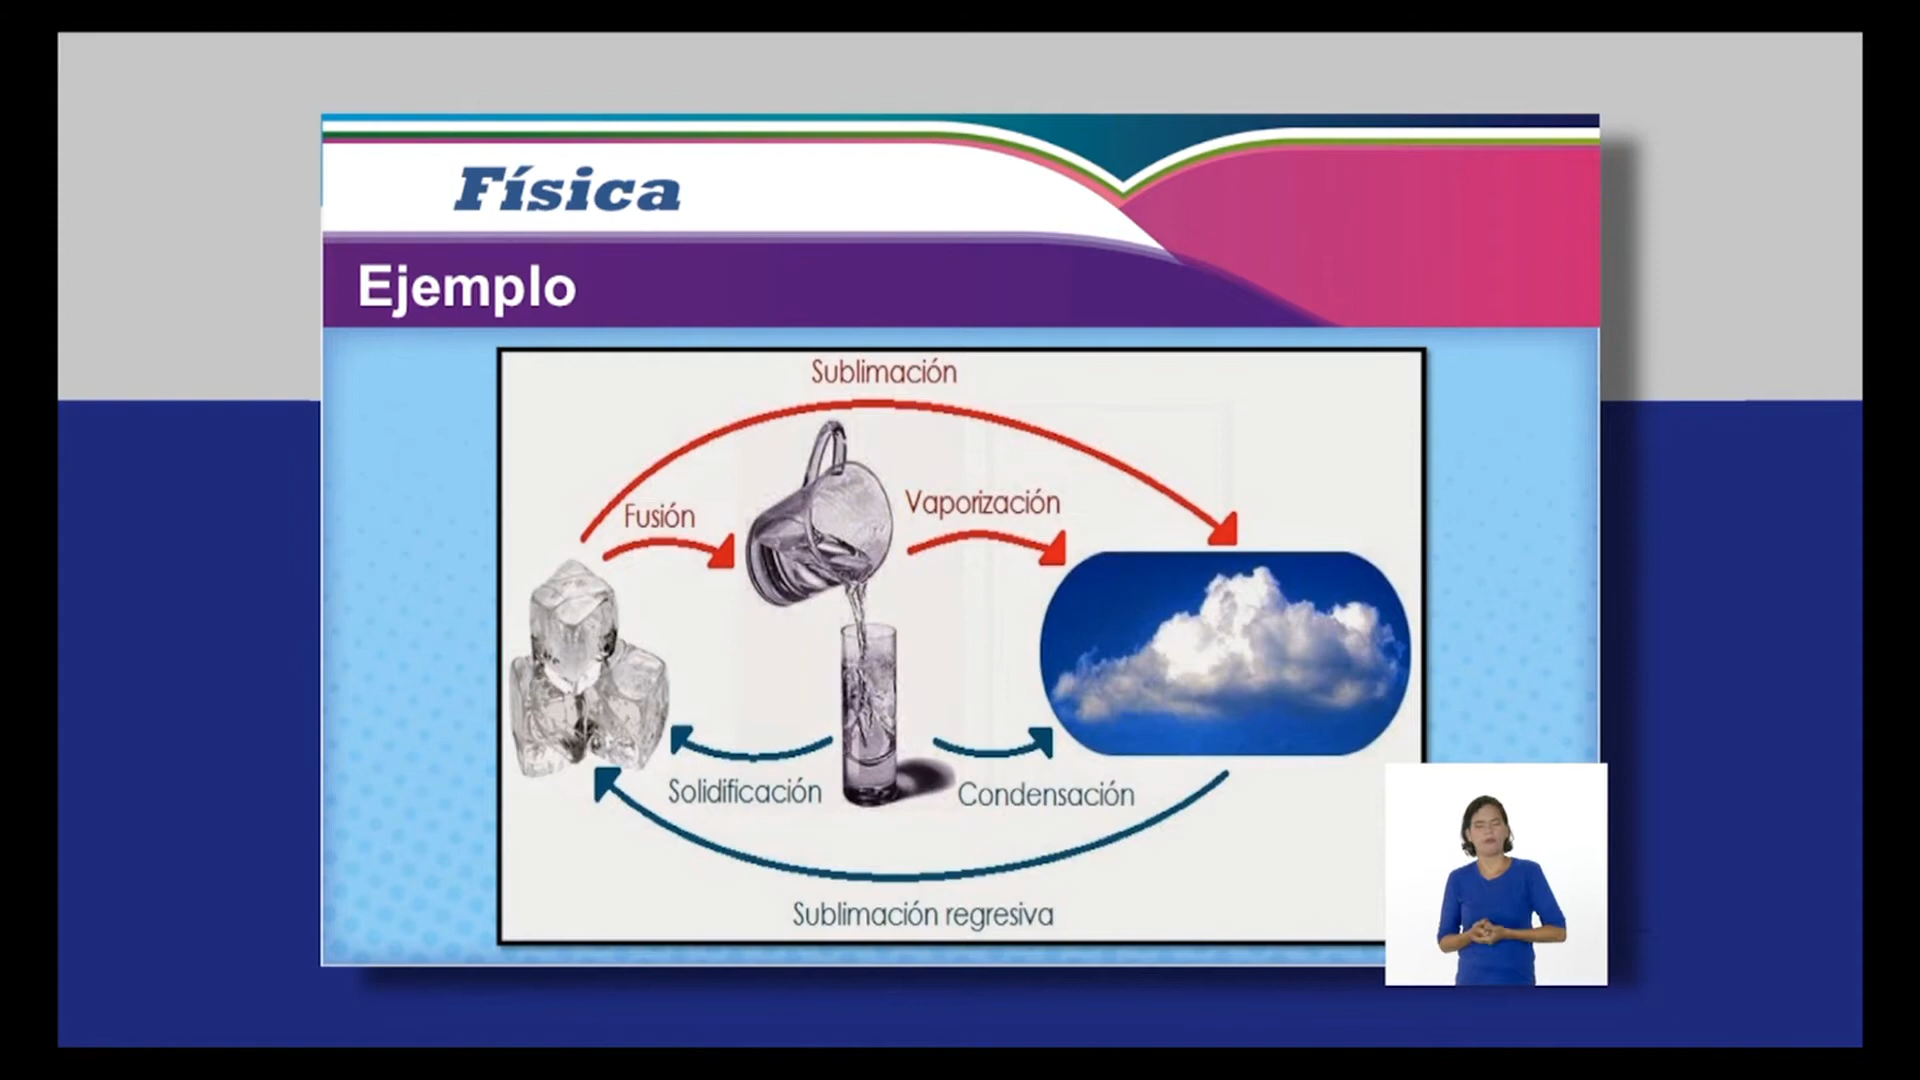 Física
Ejemplo
Sublimación
Fusión
Vaporización
Solidificación
Condensación
Sublimación regresiva